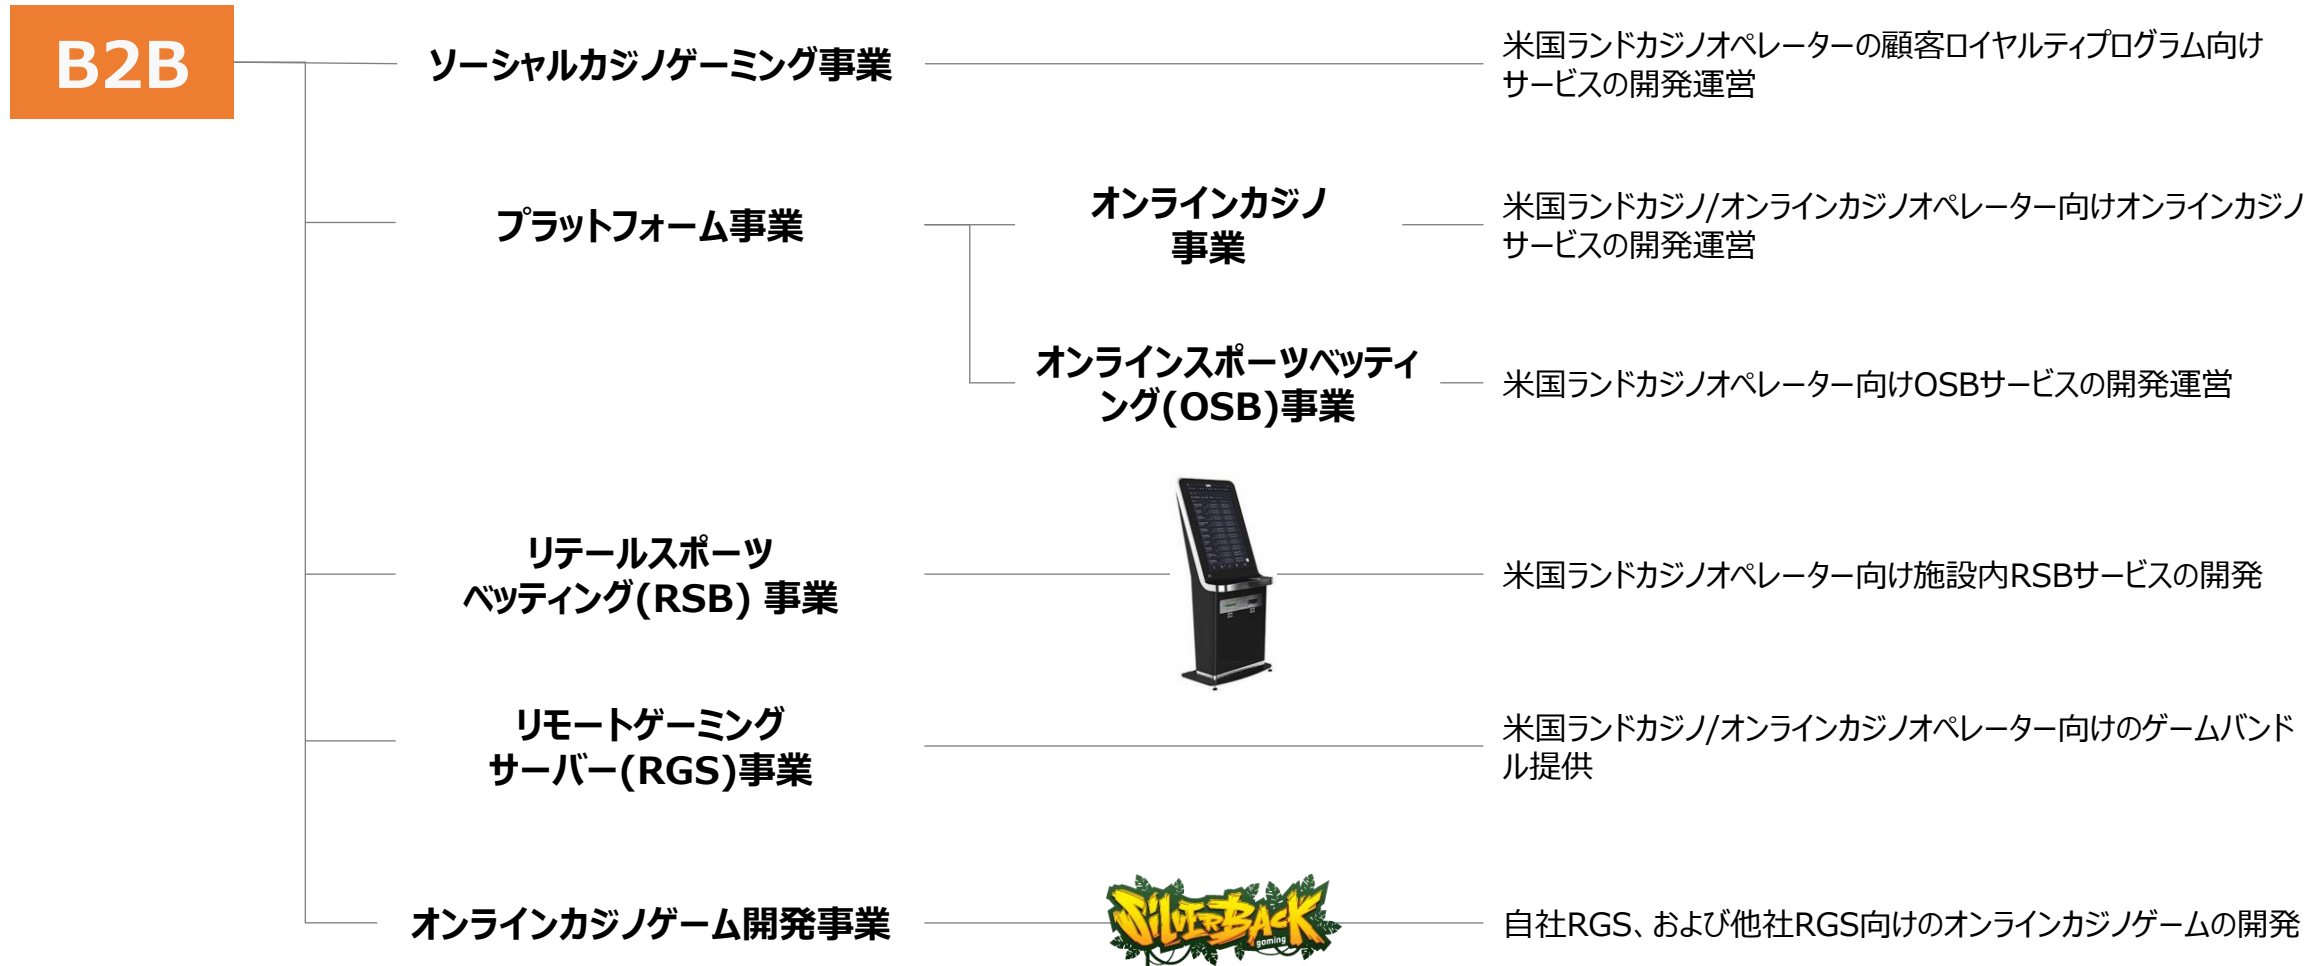 B2B
ソーシャルカジノゲーミング事業
米国ランドカジノオペレーターの顧客ロイヤルティプログラム向け
サービスの開発運営
プラットフォーム事業
オンラインカジノ
事業
米国ランドカジノ/オンラインカジノオペレーター向けオンラインカジノ
サービスの開発運営
オンラインスポーツベッティ
ング(OSB)事業
米国ランドカジノオペレーター向けOSBサービスの開発運営
リテールスポーツ
ベッティング(RSB) 事業
米国ランドカジノオペレーター向け施設内RSBサービスの開発
リモートゲーミング
サーバー(RGS)事業
米国ランドカジノ/オンラインカジノオペレーター向けのゲームバンド
ル提供
オンラインカジノゲーム開発事業
SILVERBACK
gaming
自社RGS、および他社RGS向けのオンラインカジノゲームの開発